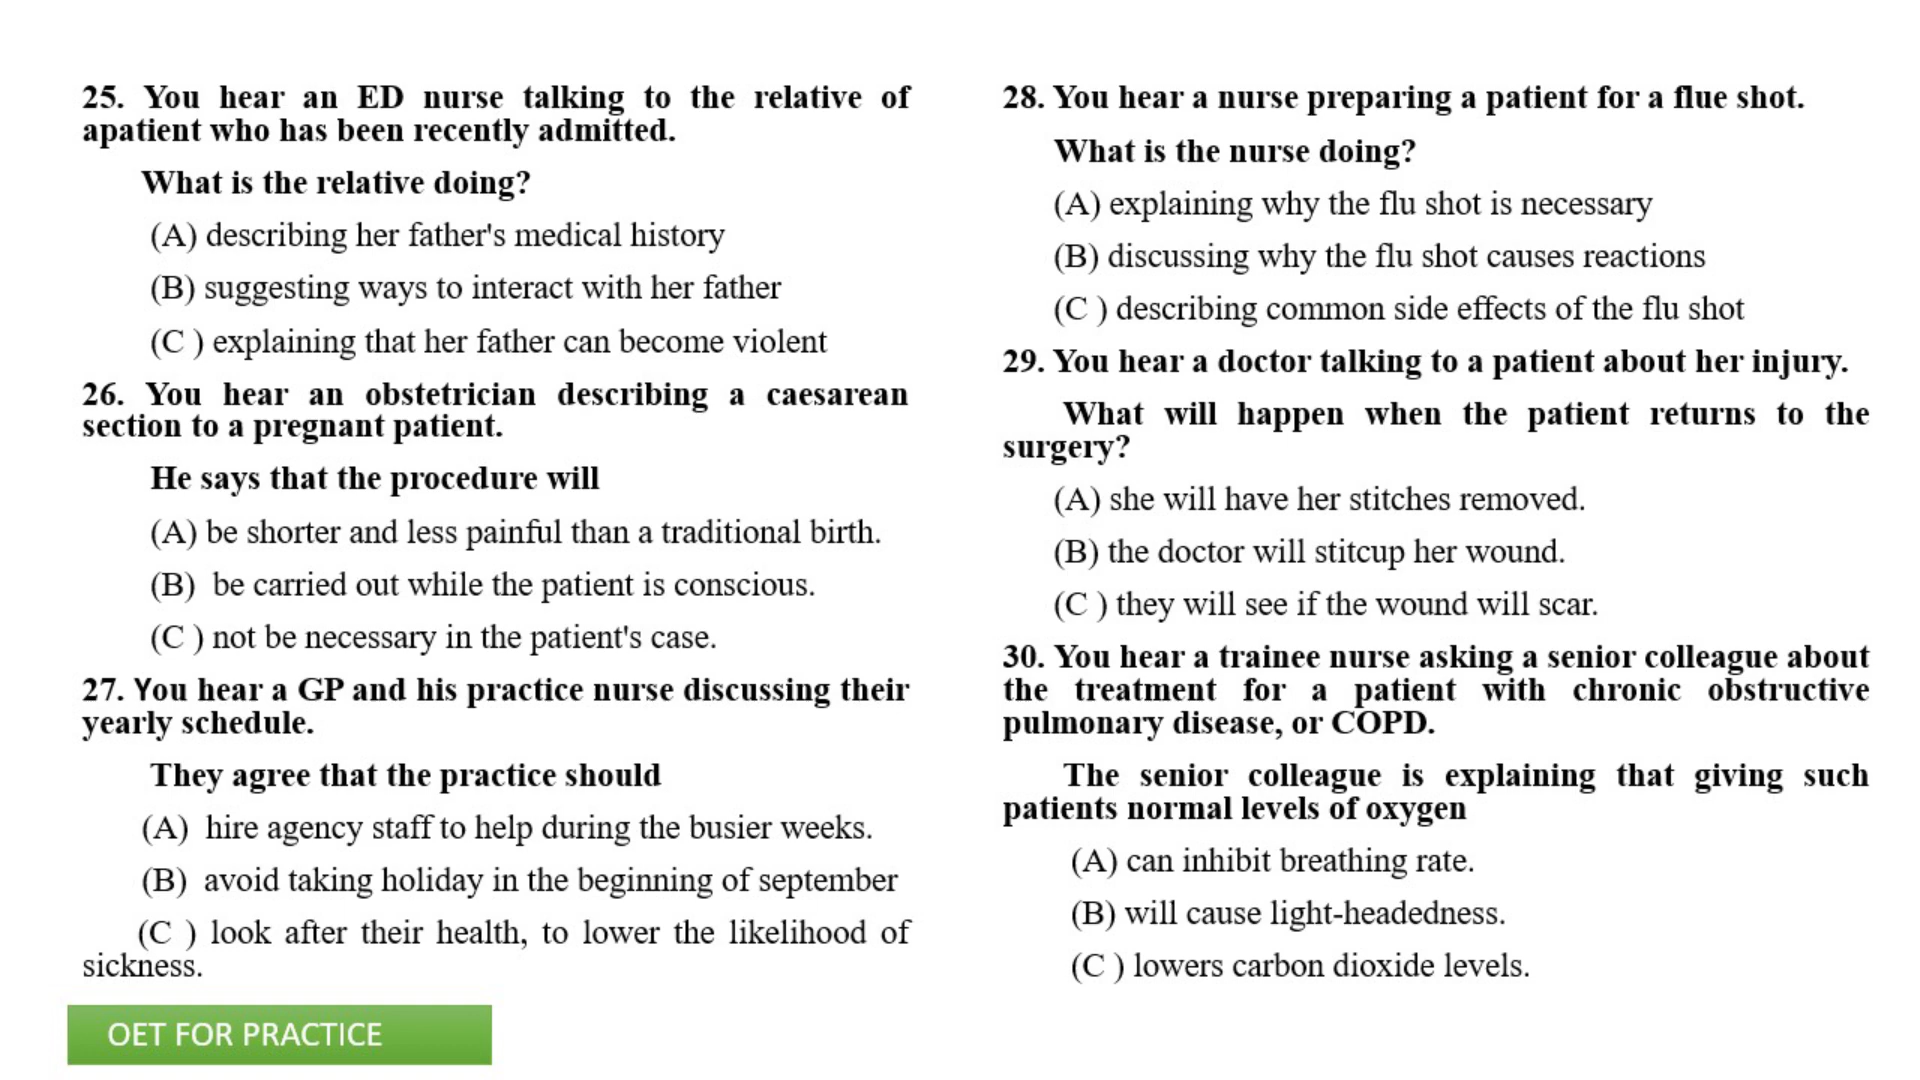 25. You hear an ED nurse talking to the relative of
apatient who has been recently admitted.
What is the relative doing?
(A) describing her father's medical history
(B) suggesting ways to interact with her father
(C ) explaining that her father can become violent
26. You hear an obstetrician describing a caesarean
section to a pregnant patient.
He says that the procedure will
(A) be shorter and less painful than a traditional birth.
(B) be carried out while the patient is conscious.
(C ) not be necessary in the patient's case.
27. You hear a GP and his practice nurse discussing their
yearly schedule.
They agree that the practice should
(A) hire agency staff to help during the busier weeks.
(B) avoid taking holiday in the beginning of september
(C ) look after their health, to lower the likelihood of
sickness.
28. You hear a nurse preparing a patient for a flue shot.
What is the nurse doing?
(A) explaining why the flu shot is necessary
(B) discussing why the flu shot causes reactions
(C ) describing common side effects of the flu shot
29. You hear a doctor talking to a patient about her injury.
What will happen when the patient returns to the
surgery?
(A) she will have her stitches removed.
(B) the doctor will stitcup her wound.
(C ) they will see if the wound will scar.
30. You hear a trainee nurse asking a senior colleague about
the treatment for a patient with chronic obstructive
pulmonary disease, or COPD.
The senior colleague is explaining that giving such
patients normal levels of oxygen
(A) can inhibit breathing rate.
(B) will cause light-headedness.
(C ) lowers carbon dioxide levels.
OET FOR PRACTICE